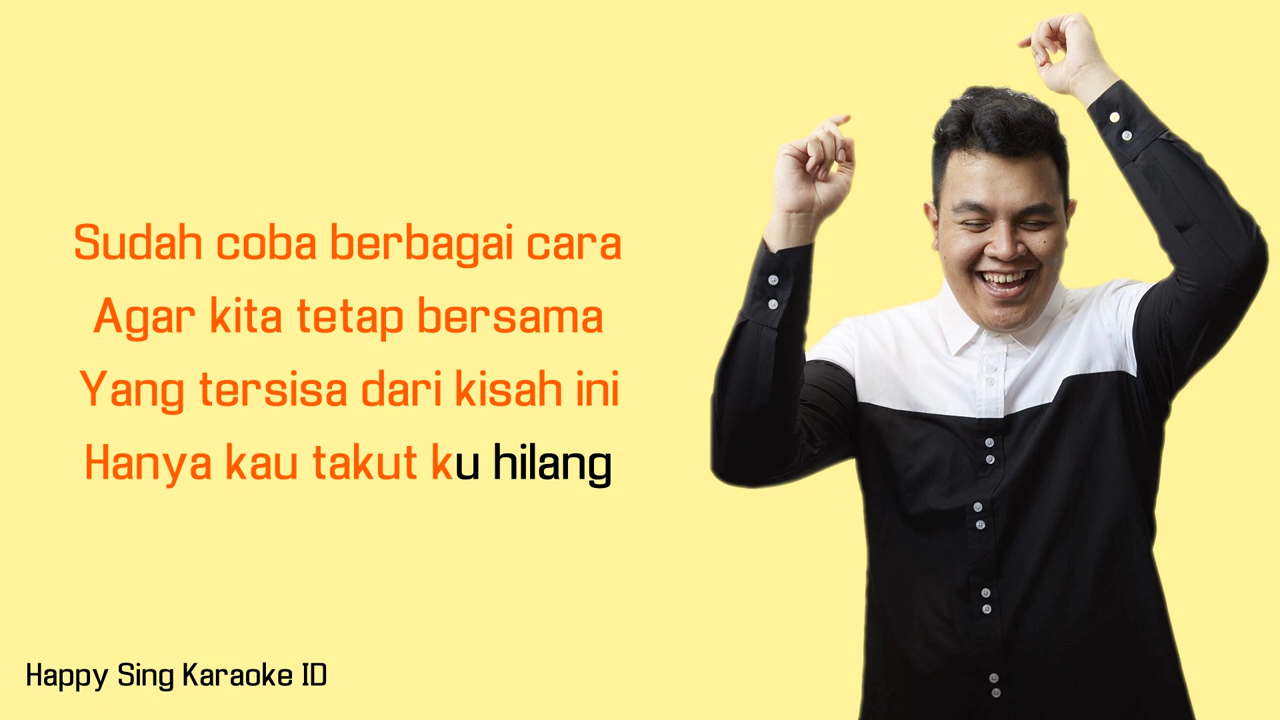 Sudah coba berbagai cara
Agar kita tetap bersama
Yang tersisa dari kisah ini
Hanya kau takut ku hilang
Happy Sing Karaoke ID